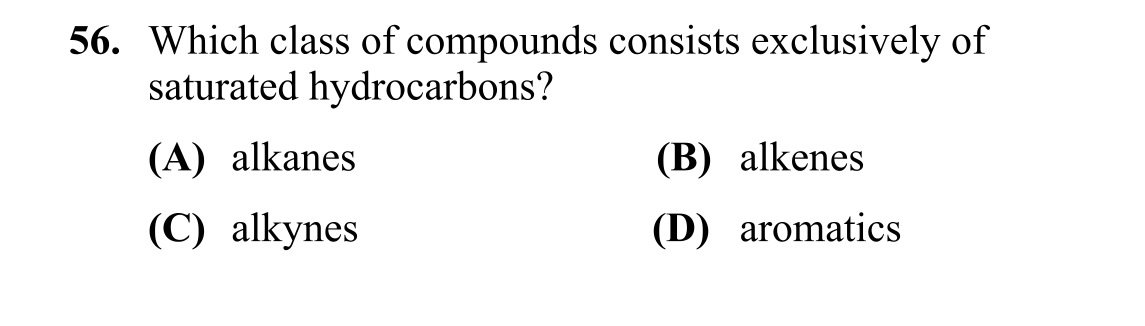 56. Which class of compounds consists exclusively of
saturated hydrocarbons?
(A) alkanes (B) alkenes
(C) alkynes (D) aromatics